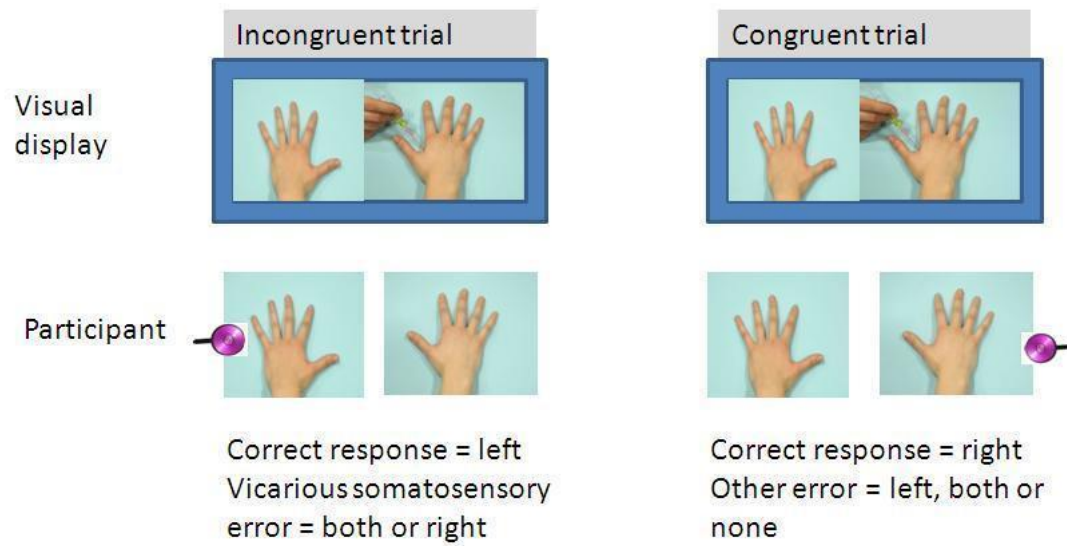 Incongruent trial
Congruent trial
Visual
display
Participant
Correct response = left
Vicarious somatosensory
error = both or right
Correct response = right
Other error = left, both or
none